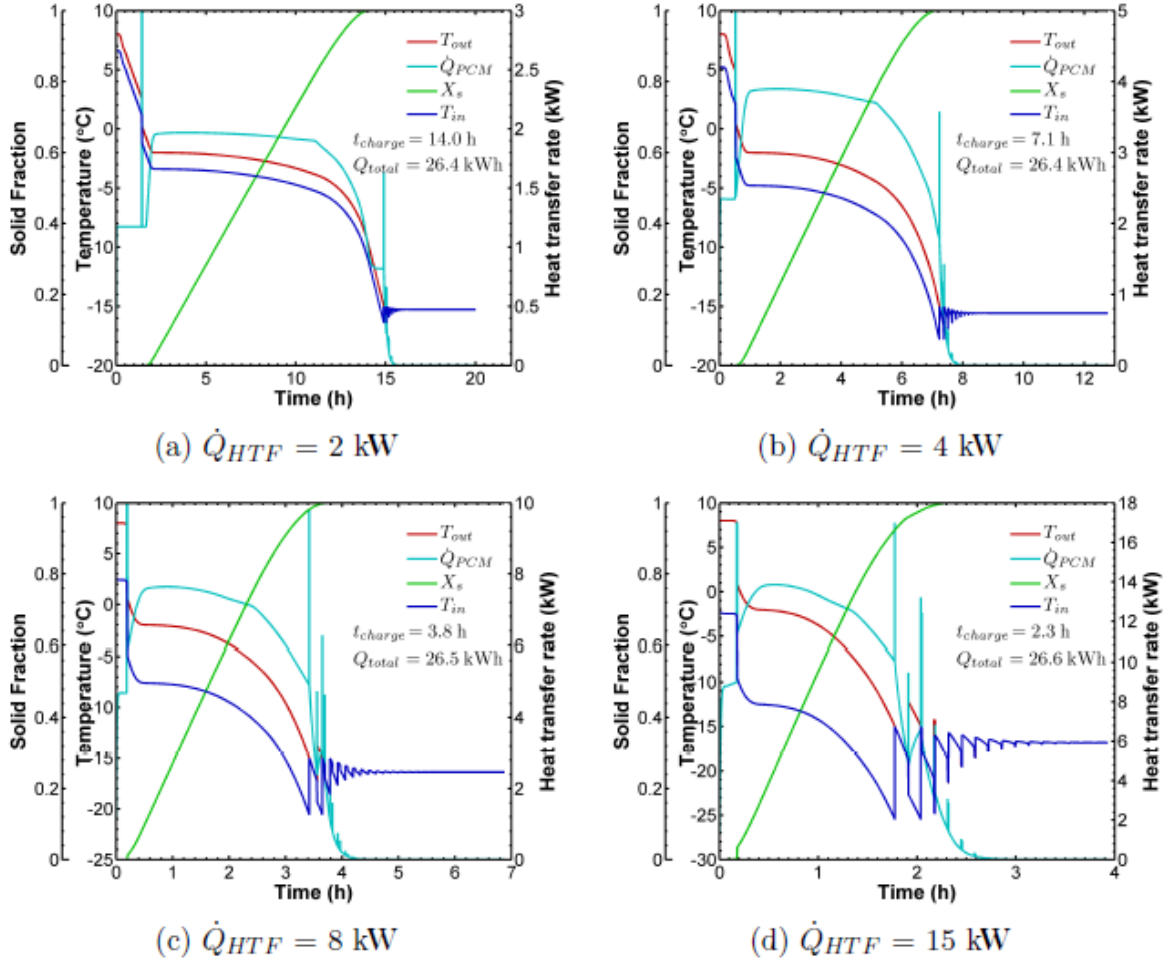 Solid Fraction
1
0.8
0.6
0.4
0.2
0
Temperature (°C)
10
5
0
-5
-10
-15
-20
T_out
Q̇_PCM
X_s
T_in
t_charge = 14.0 h
Q_total = 26.4 kWh
3
2.5
2
1.5
1
0.5
0
Heat transfer rate (kW)
0 5 10 15 20
Time (h)
(a) Q̇_HTF = 2 kW
Solid Fraction
1
0.8
0.6
0.4
0.2
0
Temperature (°C)
10
5
0
-5
-10
-15
-20
T_out
Q̇_PCM
X_s
T_in
t_charge = 7.1 h
Q_total = 26.4 kWh
5
4
3
2
1
0
Heat transfer rate (kW)
0 2 4 6 8 10 12
Time (h)
(b) Q̇_HTF = 4 kW
Solid Fraction
1
0.8
0.6
0.4
0.2
0
Temperature (°C)
10
5
0
-5
-10
-15
-20
-25
T_out
Q̇_PCM
X_s
T_in
t_charge = 3.8 h
Q_total = 26.5 kWh
10
8
6
4
2
0
Heat transfer rate (kW)
0 1 2 3 4 5 6 7
Time (h)
(c) Q̇_HTF = 8 kW
Solid Fraction
1
0.8
0.6
0.4
0.2
0
Temperature (°C)
10
5
0
-5
-10
-15
-20
-25
-30
T_out
Q̇_PCM
X_s
T_in
t_charge = 2.3 h
Q_total = 26.6 kWh
18
16
14
12
10
8
6
4
2
0
Heat transfer rate (kW)
0 1 2 3 4
Time (h)
(d) Q̇_HTF = 15 kW